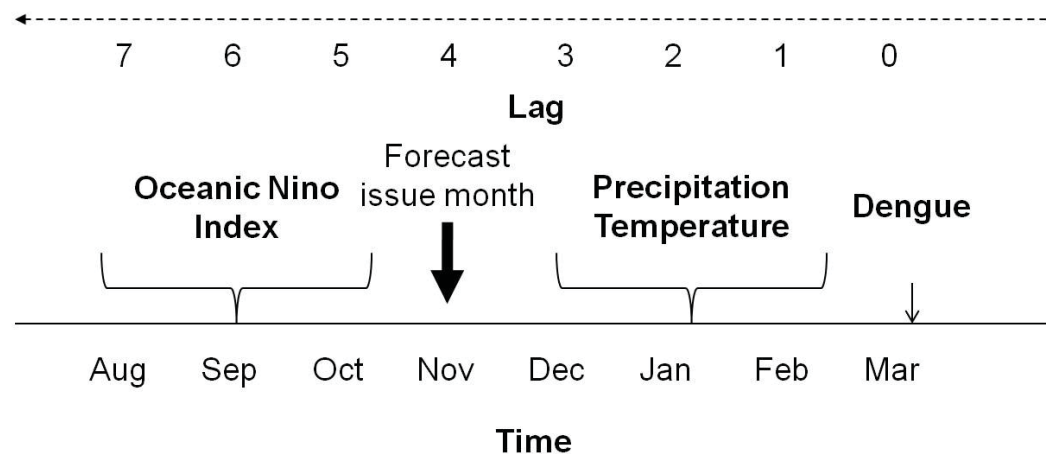 7 6 5 4 3 2 1 0
Lag
Forecast
issue month
Oceanic Nino
Index
Precipitation
Temperature
Dengue
Aug Sep Oct Nov Dec Jan Feb Mar
Time